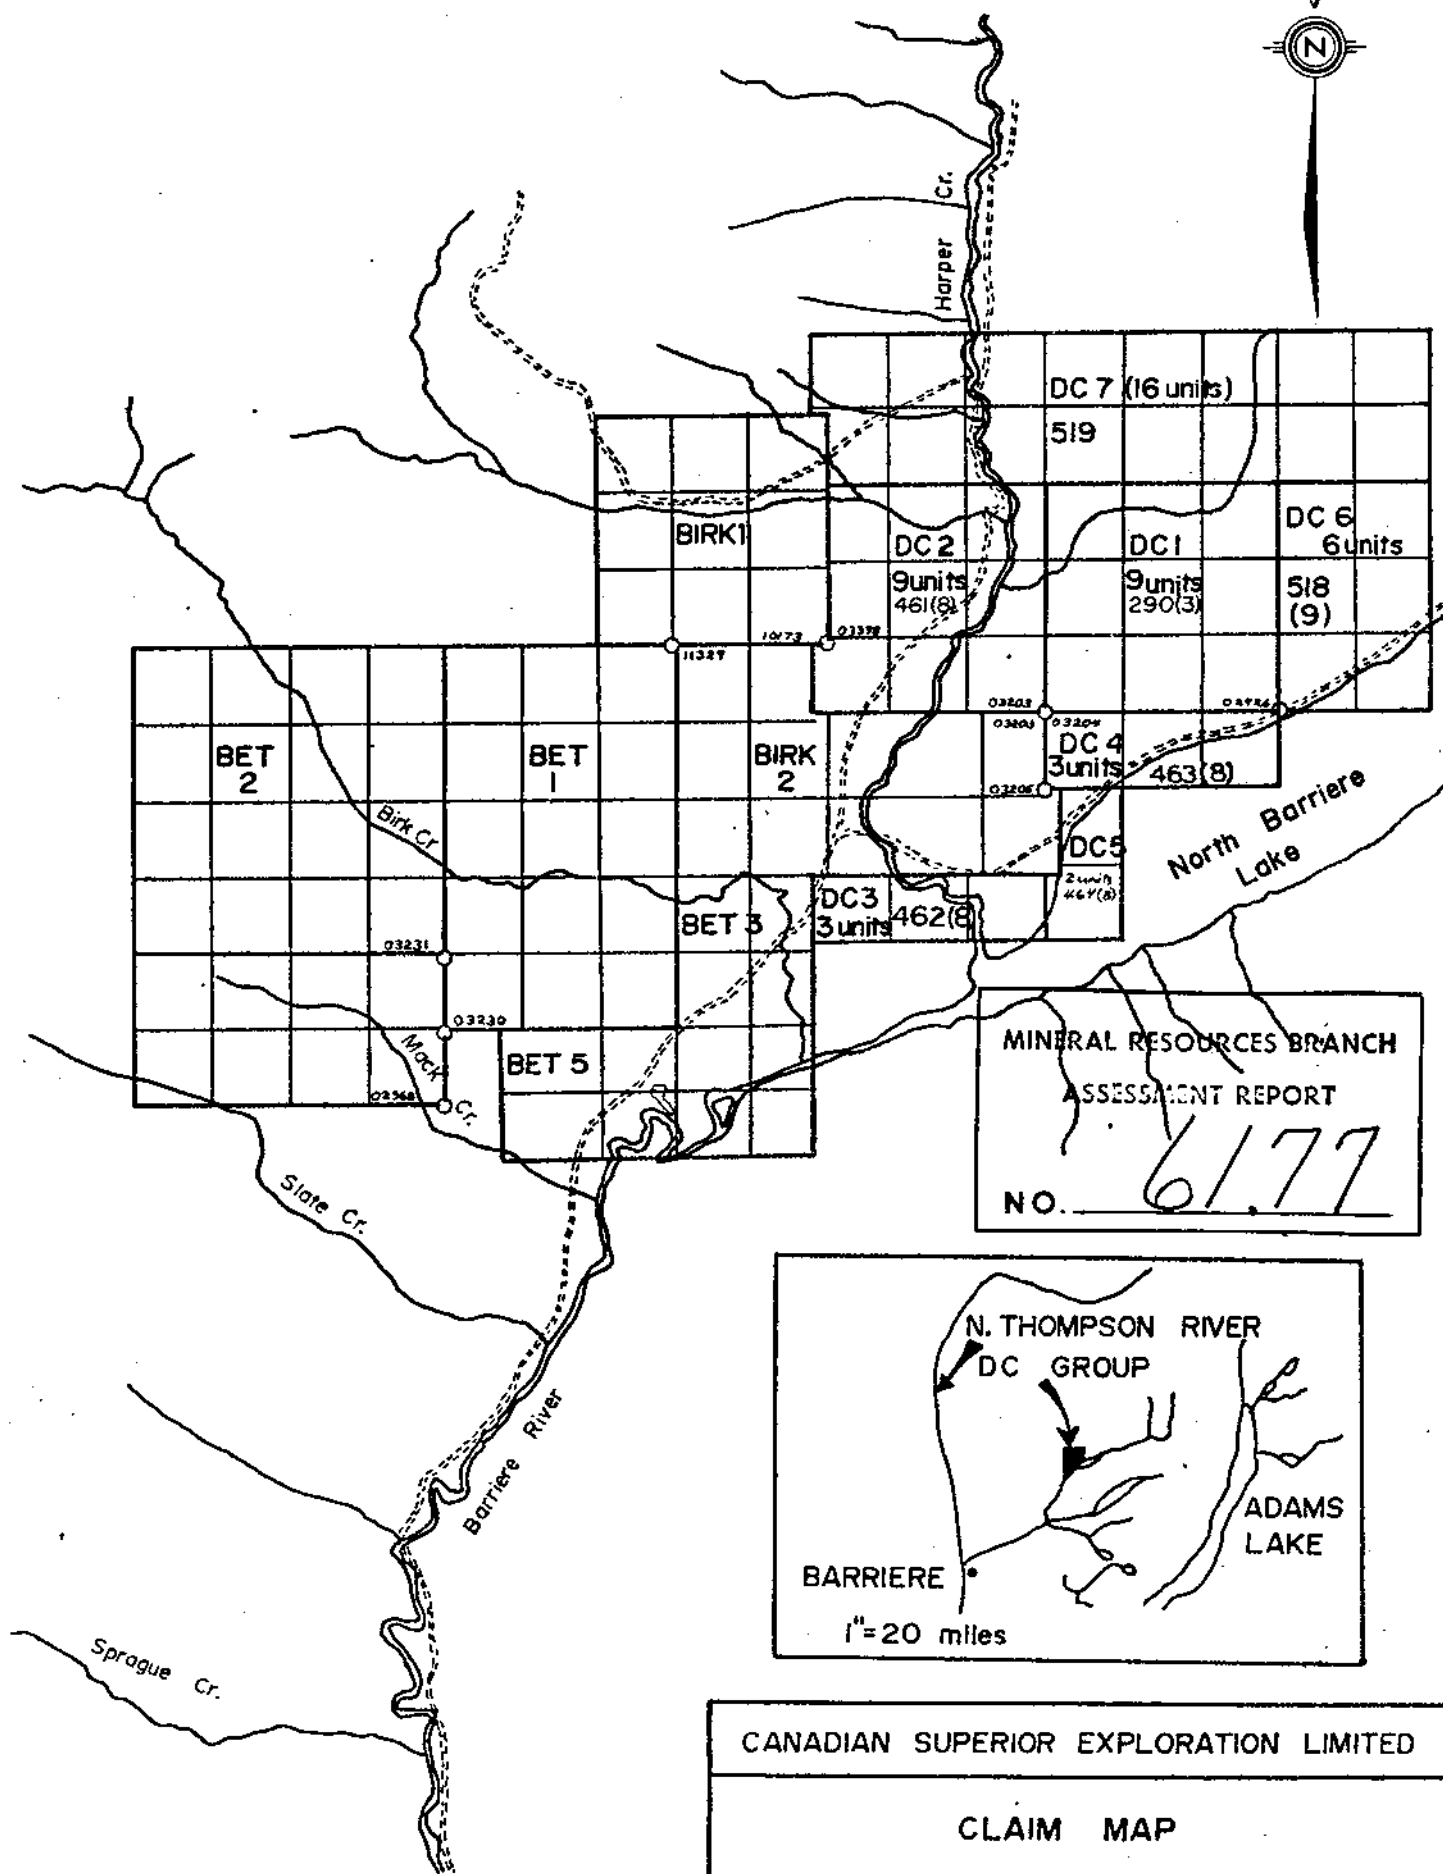 N
Harper Cr.
DC 7 (16 units)
519
BIRK 1
DC 2
9 units
461(8)
DC 1
9 units
290(3)
DC 6
6 units
518
(9)
10173
03378
11327
03203
03203
03204
02926
BET
2
BET
1
BIRK
2
DC 4
3 units
463(8)
03205
Birk Cr
North Barriere
Lake
DC5
2 units
464(8)
DC3
3 units
462(8
BET 3
03231
03230
Mack Cr.
BET 5
02968
MINERAL RESOURCES BRANCH
ASSESSMENT REPORT
NO. 6177
Slate Cr.
N. THOMPSON RIVER
DC GROUP
ADAMS
LAKE
BARRIERE
1"=20 miles
Barriere River
Sprague Cr.
CANADIAN SUPERIOR EXPLORATION LIMITED
CLAIM MAP